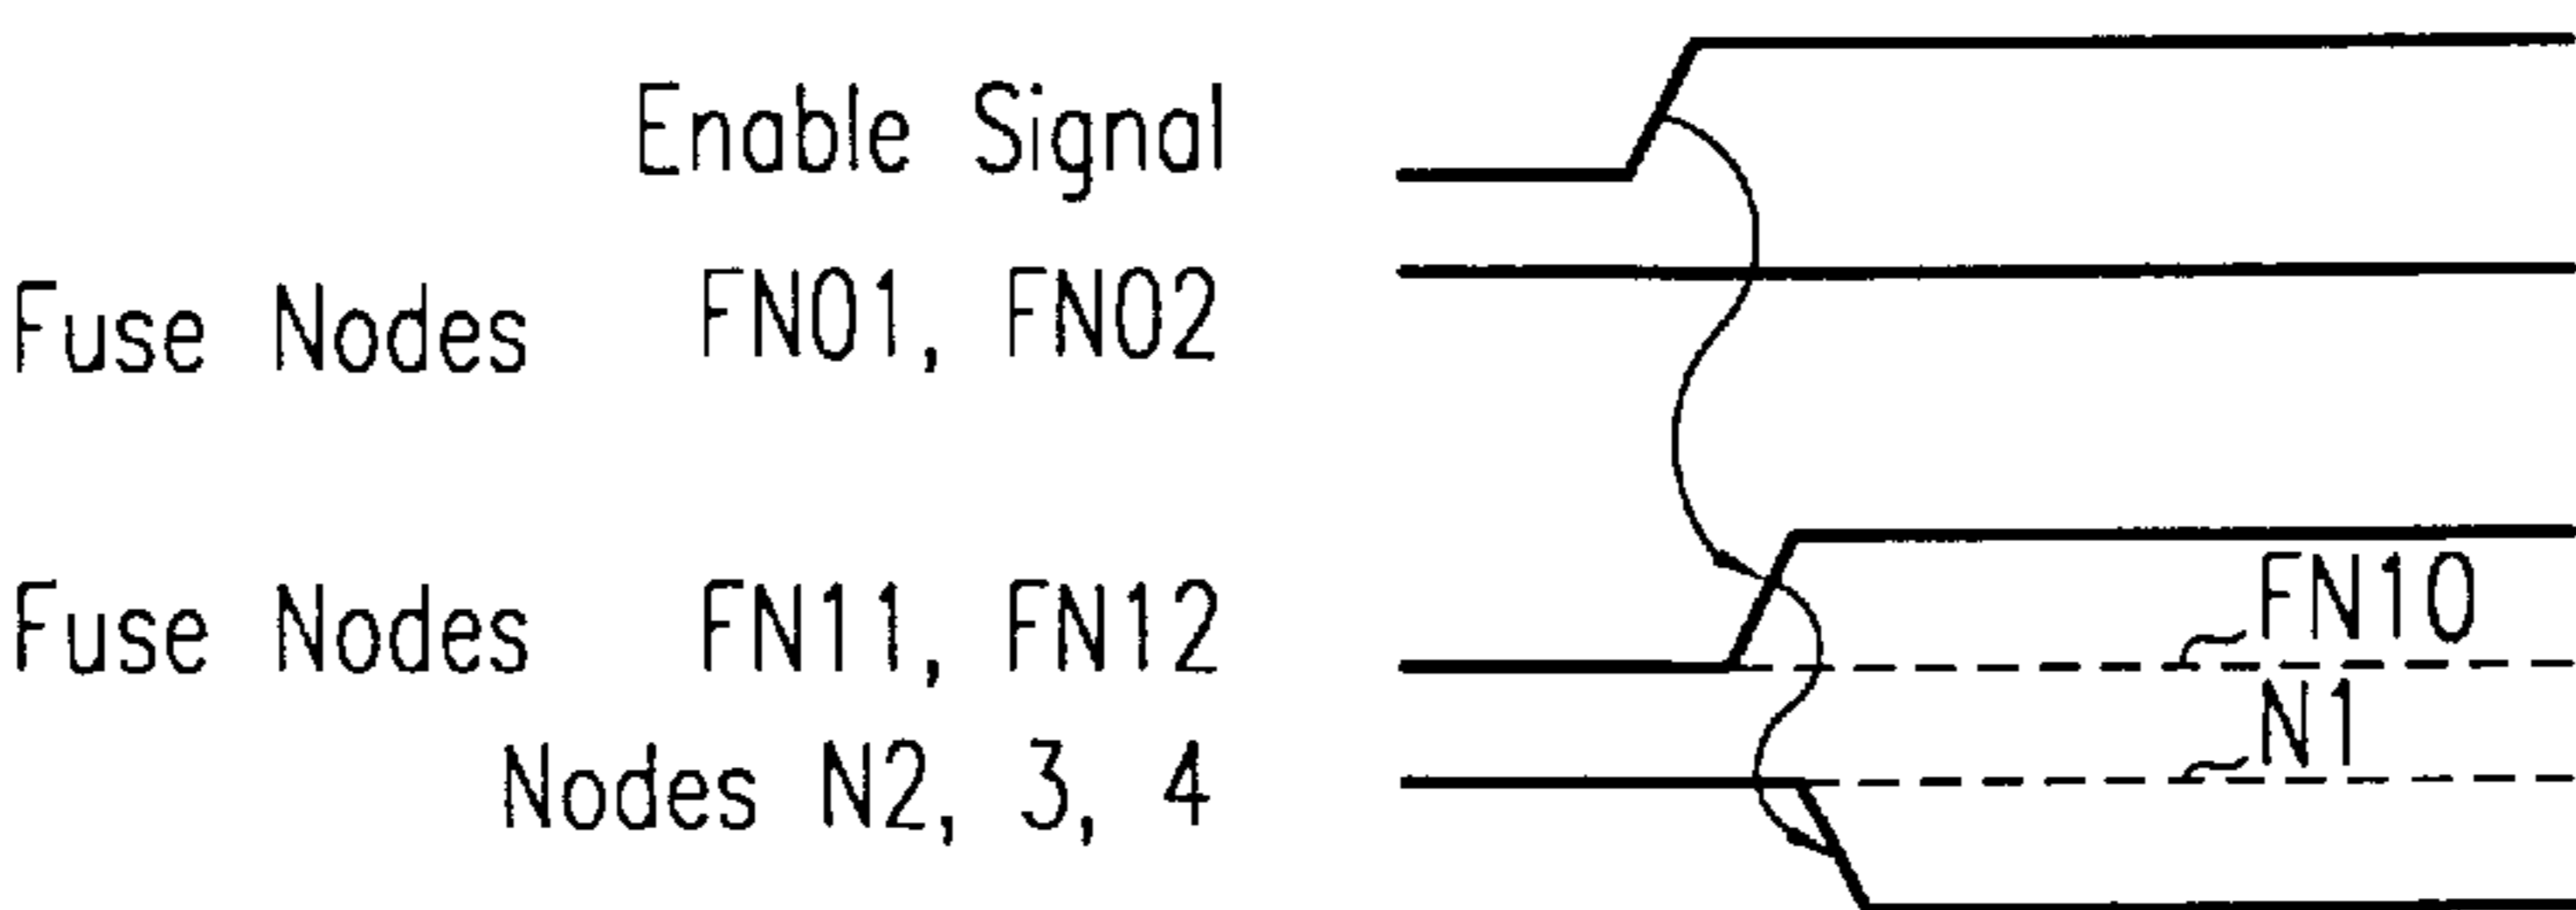 Enable Signal
Fuse Nodes FN01, FN02
Fuse Nodes FN11, FN12
FN10
Nodes N2, 3, 4
N1